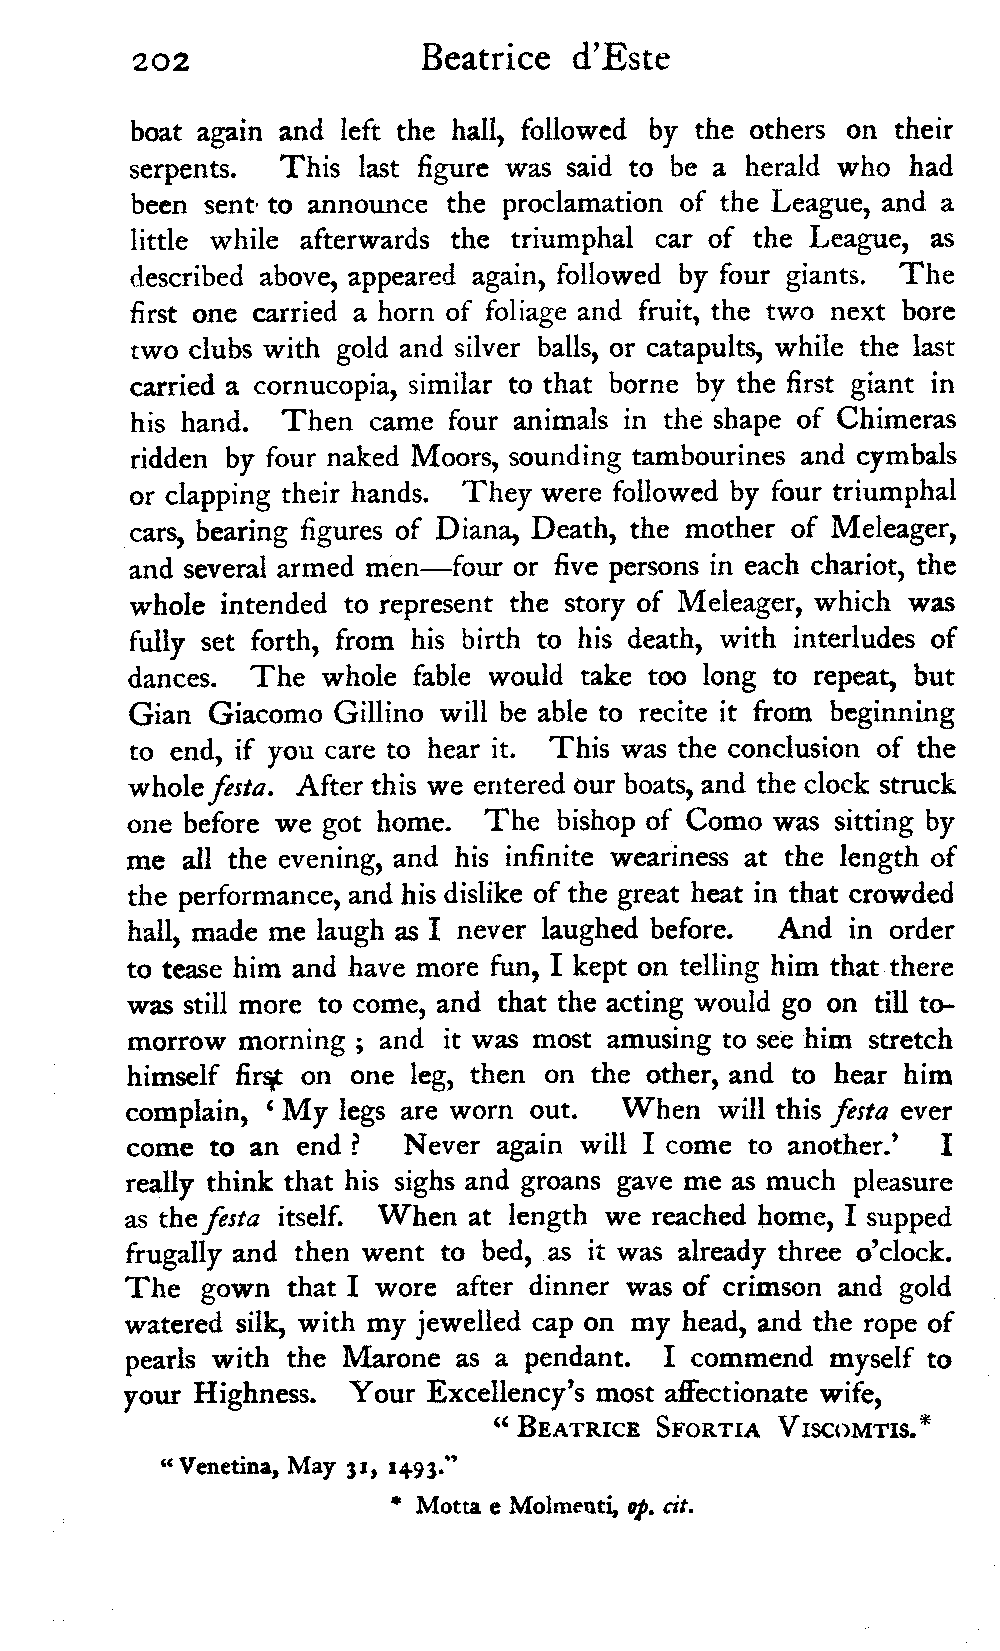 202 Beatrice d'Este
boat again and left the hall, followed by the others on their
serpents. This last figure was said to be a herald who had
been sent to announce the proclamation of the League, and a
little while afterwards the triumphal car of the League, as
described above, appeared again, followed by four giants. The
first one carried a horn of foliage and fruit, the two next bore
two clubs with gold and silver balls, or catapults, while the last
carried a cornucopia, similar to that borne by the first giant in
his hand. Then came four animals in the shape of Chimeras
ridden by four naked Moors, sounding tambourines and cymbals
or clapping their hands. They were followed by four triumphal
cars, bearing figures of Diana, Death, the mother of Meleager,
and several armed men—four or five persons in each chariot, the
whole intended to represent the story of Meleager, which was
fully set forth, from his birth to his death, with interludes of
dances. The whole fable would take too long to repeat, but
Gian Giacomo Gillino will be able to recite it from beginning
to end, if you care to hear it. This was the conclusion of the
whole festa. After this we entered our boats, and the clock struck
one before we got home. The bishop of Como was sitting by
me all the evening, and his infinite weariness at the length of
the performance, and his dislike of the great heat in that crowded
hall, made me laugh as I never laughed before. And in order
to tease him and have more fun, I kept on telling him that there
was still more to come, and that the acting would go on till to-
morrow morning ; and it was most amusing to see him stretch
himself first on one leg, then on the other, and to hear him
complain, ‘ My legs are worn out. When will this festa ever
come to an end ? Never again will I come to another.’ I
really think that his sighs and groans gave me as much pleasure
as the festa itself. When at length we reached home, I supped
frugally and then went to bed, as it was already three o'clock.
The gown that I wore after dinner was of crimson and gold
watered silk, with my jewelled cap on my head, and the rope of
pearls with the Marone as a pendant. I commend myself to
your Highness. Your Excellency's most affectionate wife,
“ BEATRICE SFORTIA VISCOMTIS.*
“ Venetina, May 31, 1493.”
* Motta e Molmenti, op. cit.